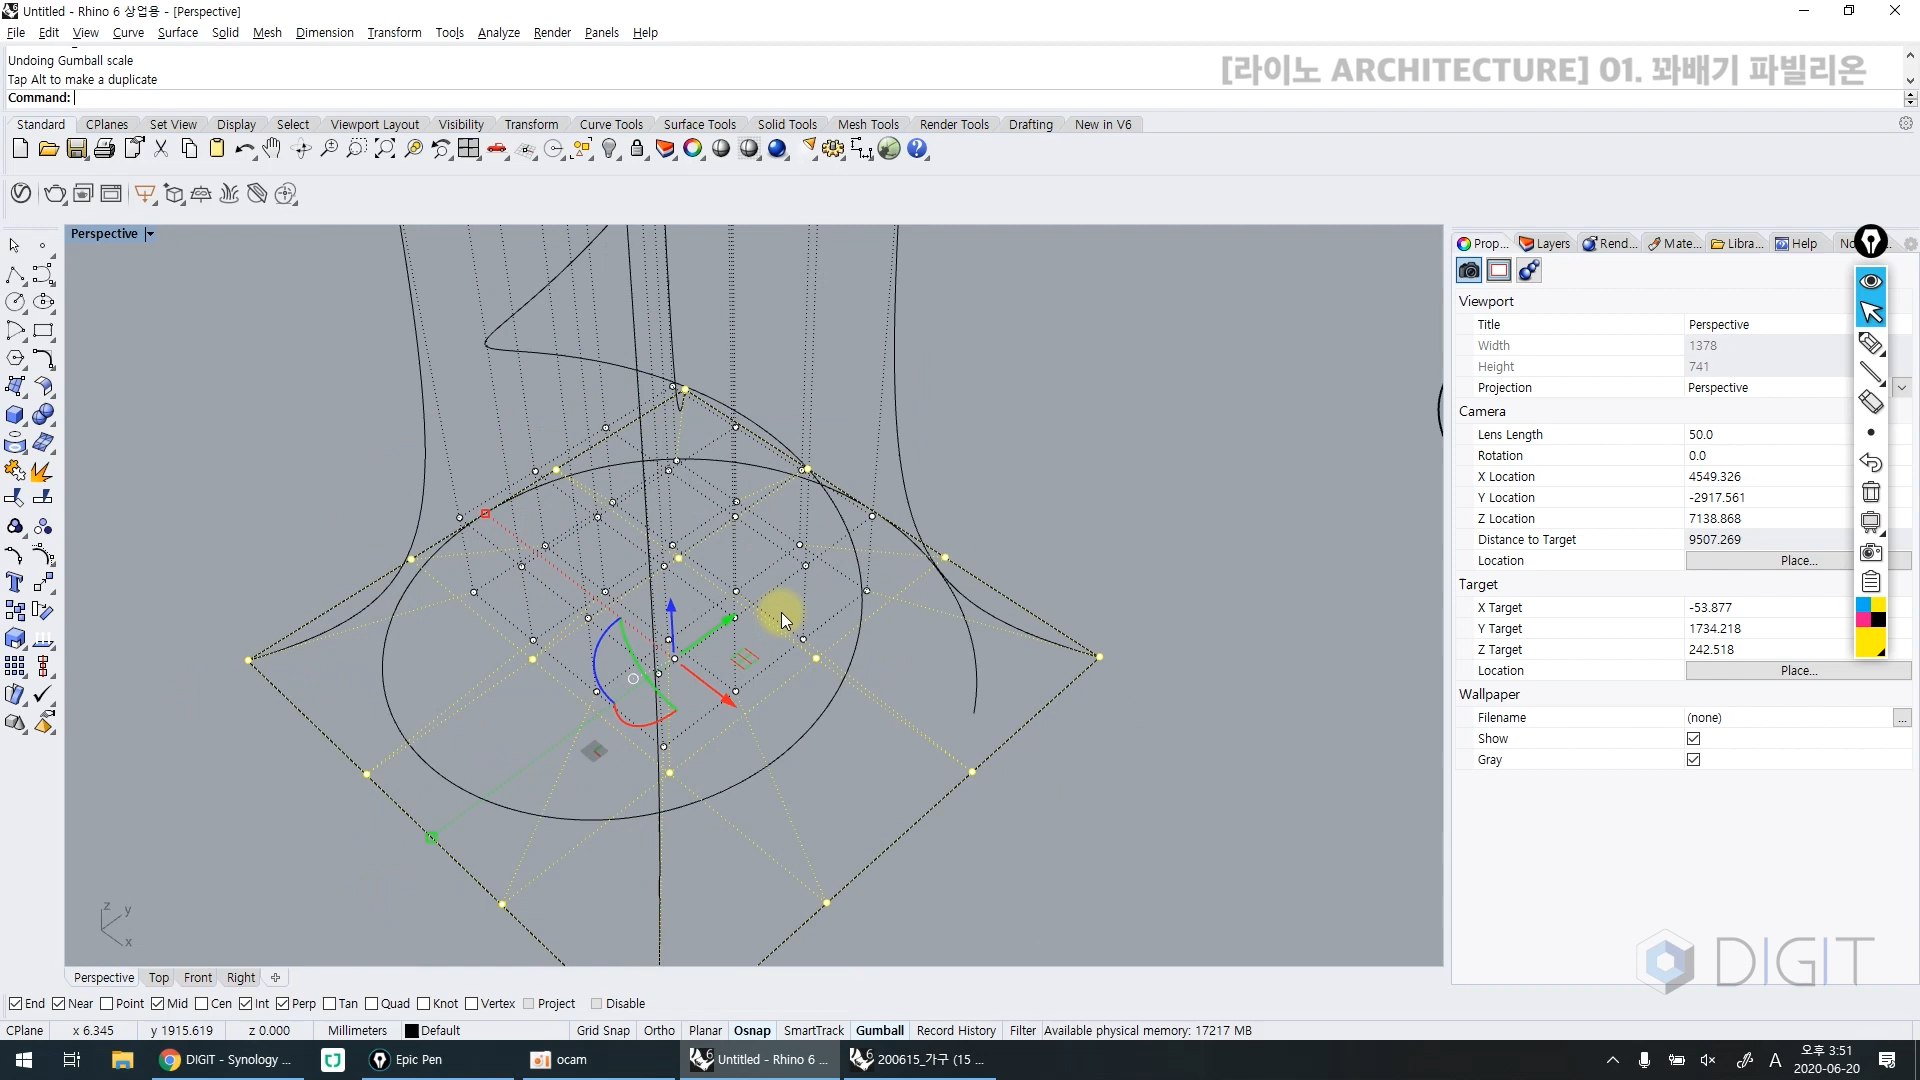 Untitled - Rhino 6 상업용 - [Perspective]
File Edit View Curve Surface Solid Mesh Dimension Transform Tools Analyze Render Panels Help
Undoing Gumball scale
Tap Alt to make a duplicate
Command:
[라이노 ARCHITECTURE] 01. 꽈배기 파빌리온
Standard CPlanes Set View Display Select Viewport Layout Visibility Transform Curve Tools Surface Tools Solid Tools Mesh Tools Render Tools Drafting New in V6
Perspective
Prop... Layers Rend... Mate... Libra... Help
Viewport
Title Perspective
Width 1378
Height 741
Projection Perspective
Camera
Lens Length 50.0
Rotation 0.0
X Location 4549.326
Y Location -2917.561
Z Location 7138.868
Distance to Target 9507.269
Location Place...
Target
X Target -53.877
Y Target 1734.218
Z Target 242.518
Location Place...
Wallpaper
Filename (none) ...
Show
Gray
z y
x
DIGIT
Perspective Top Front Right
End Near Point Mid Cen Int Perp Tan Quad Knot Vertex Project Disable
CPlane x 6.345 y 1915.619 z 0.000 Millimeters Default Grid Snap Ortho Planar Osnap SmartTrack Gumball Record History Filter Available physical memory: 17217 MB
DIGIT - Synology ... Epic Pen ocam Untitled - Rhino 6 ... 200615_가구 (15 ... A 오후 3:51
2020-06-20